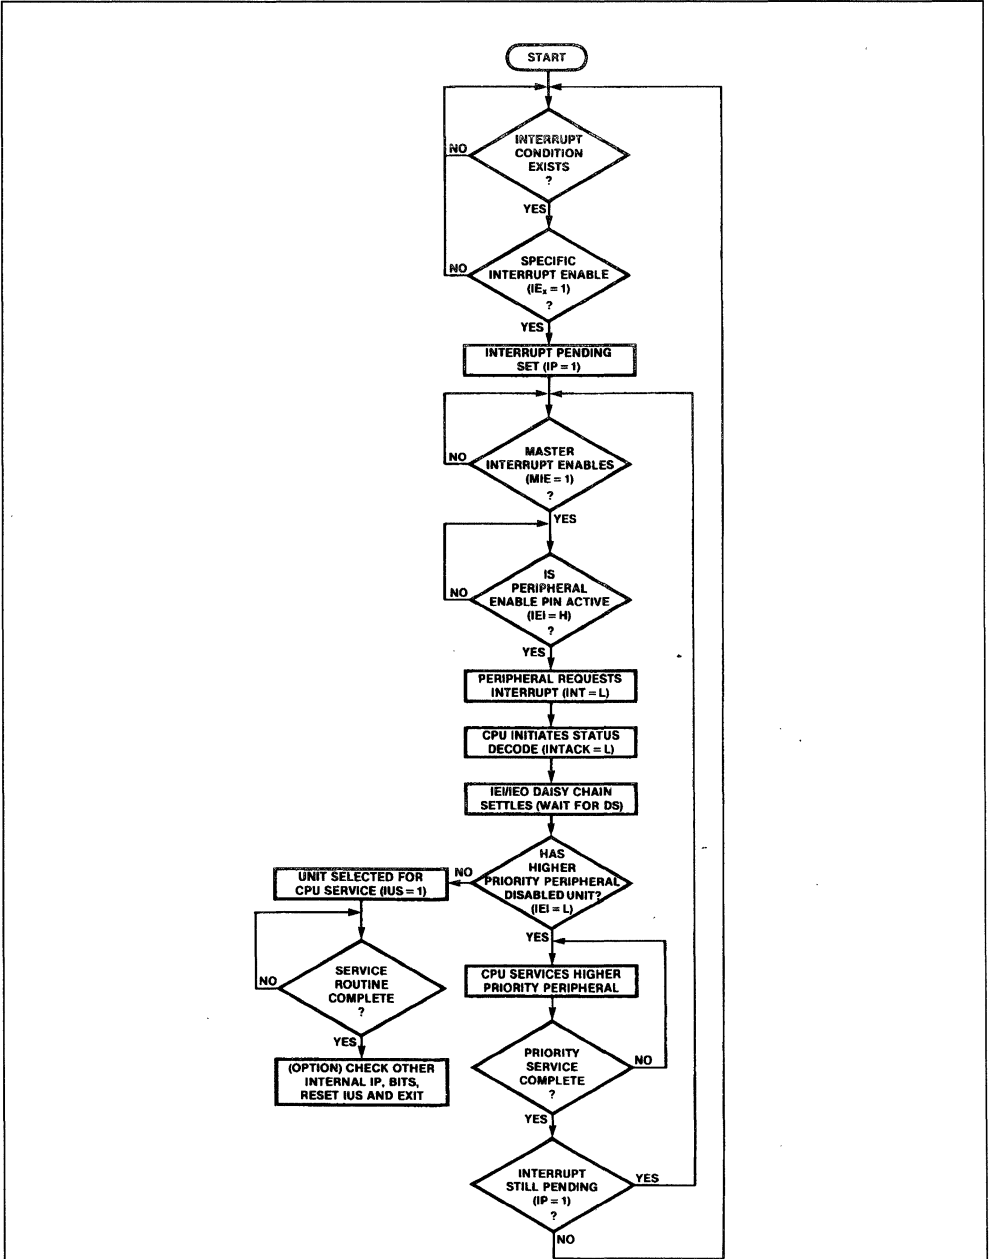 START
INTERRUPT
CONDITION
EXISTS
?
NO
YES
SPECIFIC
INTERRUPT ENABLE
(IEx = 1)
?
NO
YES
INTERRUPT PENDING
SET (IP = 1)
MASTER
INTERRUPT ENABLES
(MIE = 1)
?
NO
YES
IS
PERIPHERAL
ENABLE PIN ACTIVE
(IEI = H)
?
NO
YES
PERIPHERAL REQUESTS
INTERRUPT (INT = L)
CPU INITIATES STATUS
DECODE (INTACK = L)
IEI/IEO DAISY CHAIN
SETTLES (WAIT FOR DS)
HAS
HIGHER
PRIORITY PERIPHERAL
DISABLED UNIT?
(IEI = L)
NO
UNIT SELECTED FOR
CPU SERVICE (IUS = 1)
SERVICE
ROUTINE
COMPLETE
?
NO
YES
(OPTION) CHECK OTHER
INTERNAL IP, BITS,
RESET IUS AND EXIT
YES
CPU SERVICES HIGHER
PRIORITY PERIPHERAL
PRIORITY
SERVICE
COMPLETE
?
NO
YES
INTERRUPT
STILL PENDING
(IP = 1)
?
YES
NO